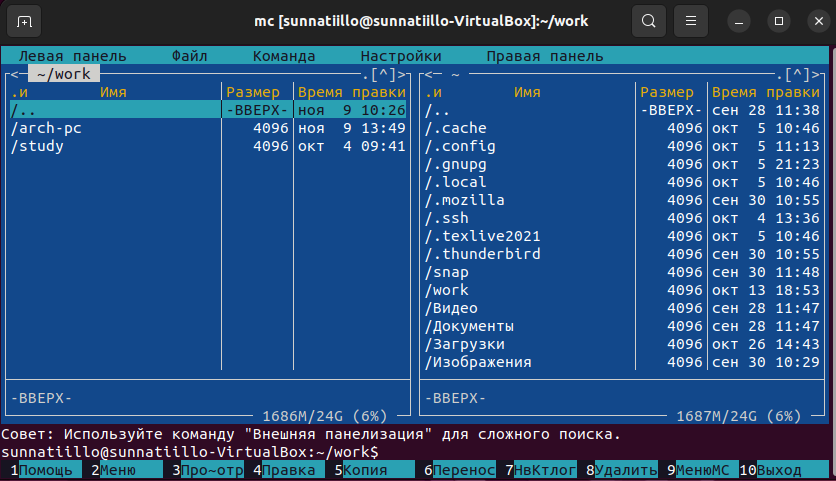 mc [sunnatiillo@sunnatiillo-VirtualBox]:~/work
Левая панель Файл Команда Настройки Правая панель
<─ ~/work .[^]> <─ ~ .[^]>
.и Имя Размер Время правки .и Имя Размер Время правки
/.. -ВВЕРХ- ноя 9 10:26 /.. -ВВЕРХ- сен 28 11:38
/arch-pc 4096 ноя 9 13:49 /.cache 4096 окт 5 10:46
/study 4096 окт 4 09:41 /.config 4096 окт 5 11:13
/.gnupg 4096 окт 5 21:23
/.local 4096 окт 5 10:46
/.mozilla 4096 сен 30 10:55
/.ssh 4096 окт 4 13:36
/.texlive2021 4096 окт 5 10:46
/.thunderbird 4096 сен 30 10:55
/snap 4096 сен 30 11:48
/work 4096 окт 13 18:53
/Видео 4096 сен 28 11:47
/Документы 4096 сен 28 11:47
/Загрузки 4096 окт 26 14:43
/Изображения 4096 сен 30 10:29
-ВВЕРХ- -ВВЕРХ-
1686M/24G (6%) 1687M/24G (6%)
Совет: Используйте команду "Внешняя панелизация" для сложного поиска.
sunnatiillo@sunnatiillo-VirtualBox:~/work$
1Помощь 2Меню 3Про~отр 4Правка 5Копия 6Перенос 7НвКтлог 8Удалить 9МенюMC 10Выход